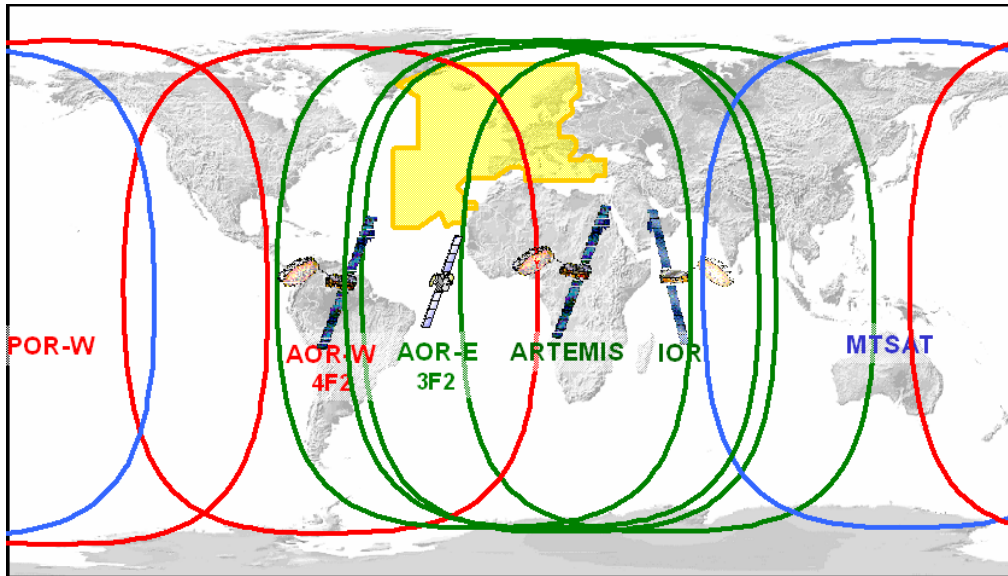 POR-W
AOR-W
4F2
AOR-E
3F2
ARTEMIS
IOR
MTSAT